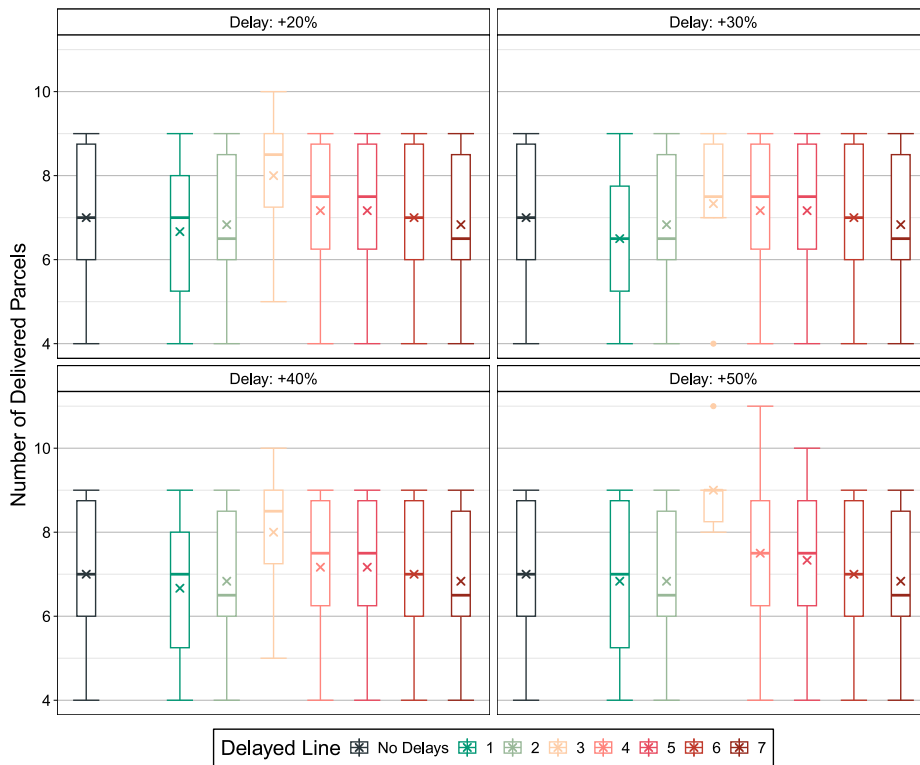 Delay: +20%
Delay: +30%
10
8
6
4
Delay: +40%
Delay: +50%
10
8
6
4
Number of Delivered Parcels
Delayed Line No Delays 1 2 3 4 5 6 7